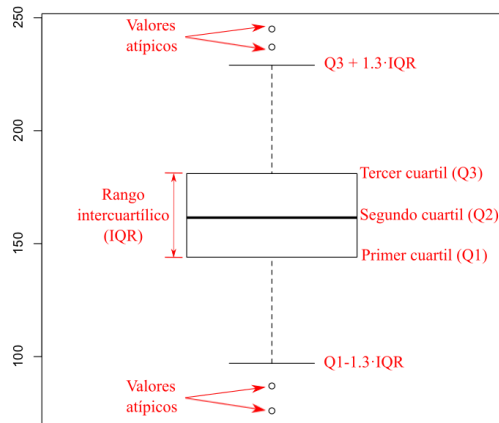 250
200
150
100
Valores
atípicos
Q3 + 1.3·IQR
Tercer cuartil (Q3)
Rango
intercuartílico
(IQR)
Segundo cuartil (Q2)
Primer cuartil (Q1)
Q1-1.3·IQR
Valores
atípicos